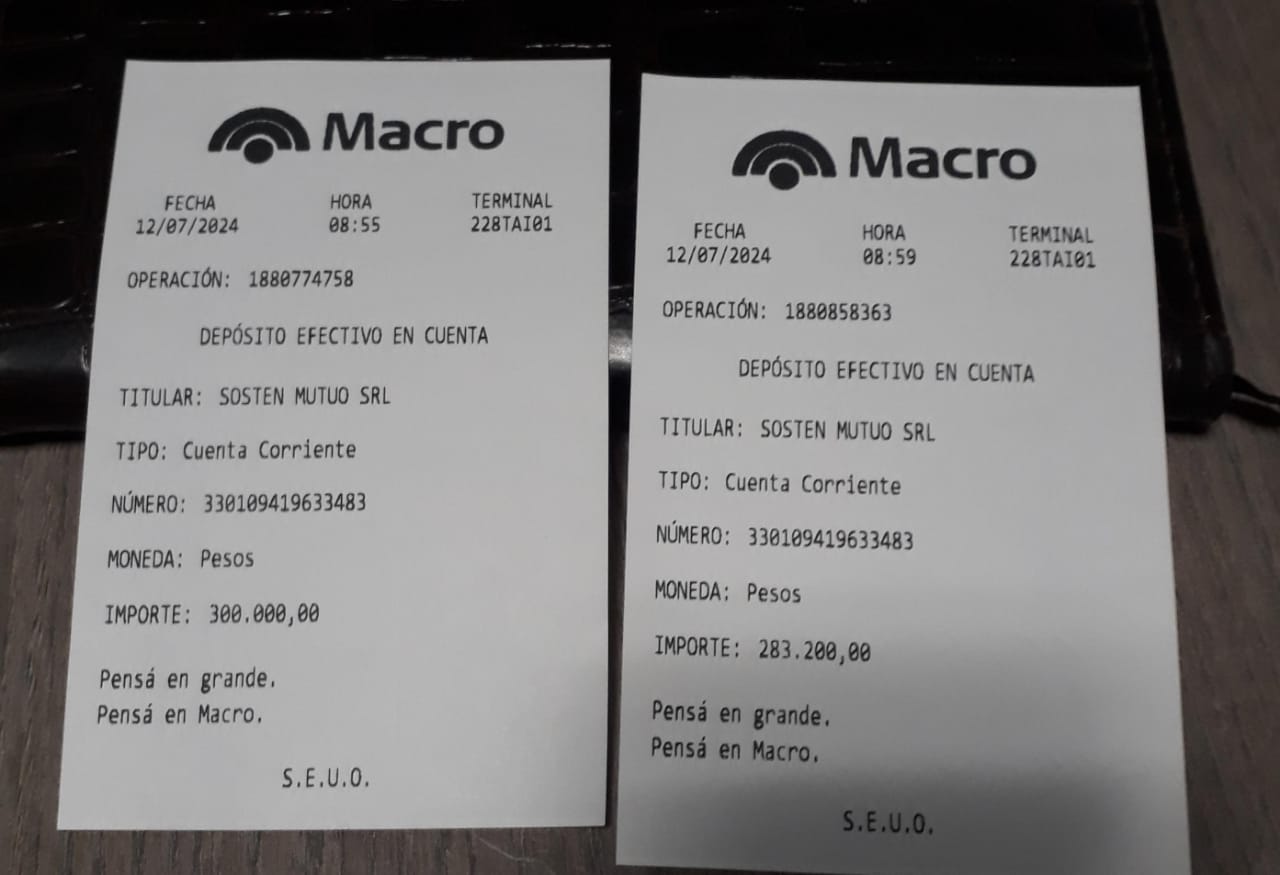 Macro
FECHA HORA TERMINAL
12/07/2024 08:55 228TAI01
OPERACIÓN: 1880774758
DEPÓSITO EFECTIVO EN CUENTA
TITULAR: SOSTEN MUTUO SRL
TIPO: Cuenta Corriente
NÚMERO: 330109419633483
MONEDA: Pesos
IMPORTE: 300.000,00
Pensá en grande.
Pensá en Macro.
S.E.U.O.
Macro
FECHA HORA TERMINAL
12/07/2024 08:59 228TAI01
OPERACIÓN: 1880858363
DEPÓSITO EFECTIVO EN CUENTA
TITULAR: SOSTEN MUTUO SRL
TIPO: Cuenta Corriente
NÚMERO: 330109419633483
MONEDA: Pesos
IMPORTE: 283.200,00
Pensá en grande.
Pensá en Macro.
S.E.U.O.